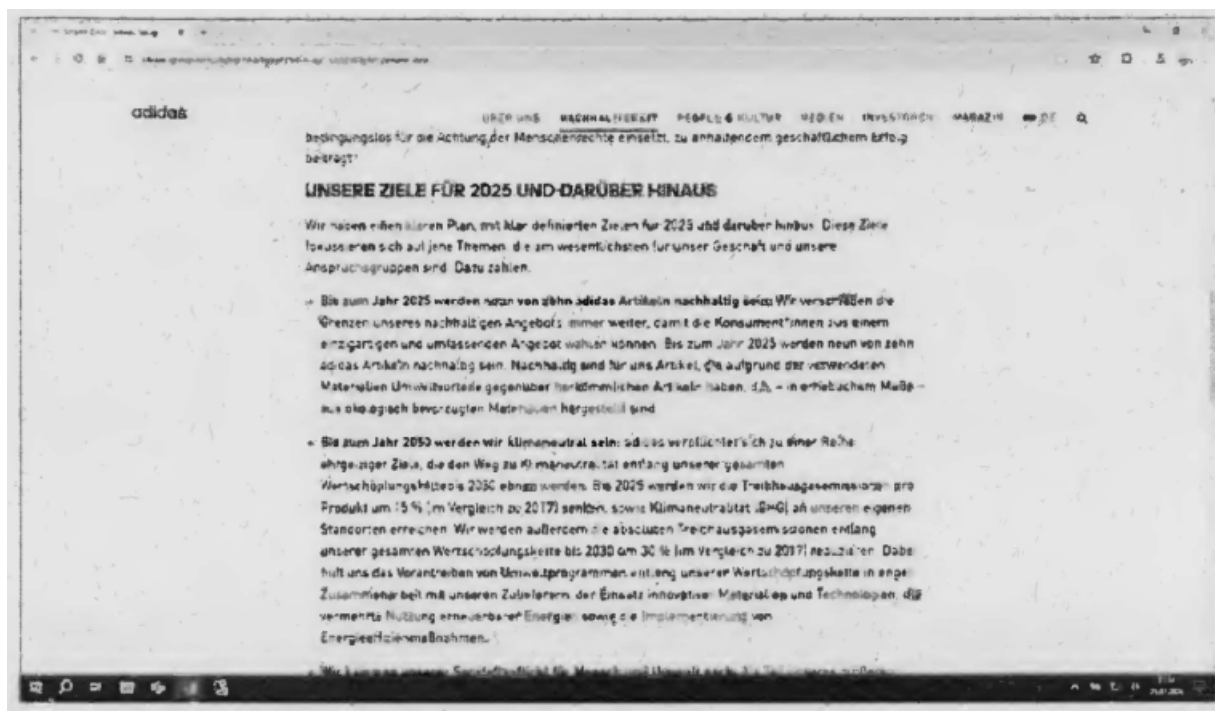 adidas
ÜBER UNS NACHHALTIGKEIT PEOPLE & KULTUR MEDIEN INVESTOREN MAGAZIN DE
bedingungslos für die Achtung der Menschenrechte einsetzt, zu anhaltendem geschäftlichem Erfolg
beiträgt."
UNSERE ZIELE FÜR 2025 UND DARÜBER HINAUS
Wir haben einen klaren Plan, mit klar definierten Zielen für 2025 und darüber hinaus. Diese Ziele
fokussieren sich auf jene Themen, die am wesentlichsten für unser Geschäft und unsere
Anspruchsgruppen sind. Dazu zählen:
Bis zum Jahr 2025 werden neun von zehn adidas Artikeln nachhaltig sein: Wir verschieben die
Grenzen unseres nachhaltigen Angebots immer weiter, damit die Konsument*innen aus einem
einzigartigen und umfassenden Angebot wählen können. Bis zum Jahr 2025 werden neun von zehn
adidas Artikeln nachhaltig sein. Nachhaltig sind für uns Artikel, die aufgrund der verwendeten
Materialien Umweltvorteile gegenüber herkömmlichen Artikeln haben, d.h. – in erheblichem Maße –
aus ökologisch bevorzugten Materialien hergestellt sind.
Bis zum Jahr 2050 werden wir klimaneutral sein: adidas verpflichtet sich zu einer Reihe
ehrgeiziger Ziele, die den Weg zu Klimaneutralität entlang unserer gesamten
Wertschöpfungskette bis 2050 ebnen werden. Bis 2025 werden wir die Treibhausgasemissionen pro
Produkt um 15 % (im Vergleich zu 2017) senken, sowie Klimaneutralität (GHG) an unseren eigenen
Standorten erreichen. Wir werden außerdem die absoluten Treibhausgasemissionen entlang
unserer gesamten Wertschöpfungskette bis 2030 um 30 % (im Vergleich zu 2017) reduzieren. Dabei
hilft uns das Vorantreiben von Umweltprogrammen entlang unserer Wertschöpfungskette in enger
Zusammenarbeit mit unseren Zulieferern, der Einsatz innovativer Materialien und Technologien, die
vermehrte Nutzung erneuerbarer Energien sowie die Implementierung von
Energieeffizienzmaßnahmen.